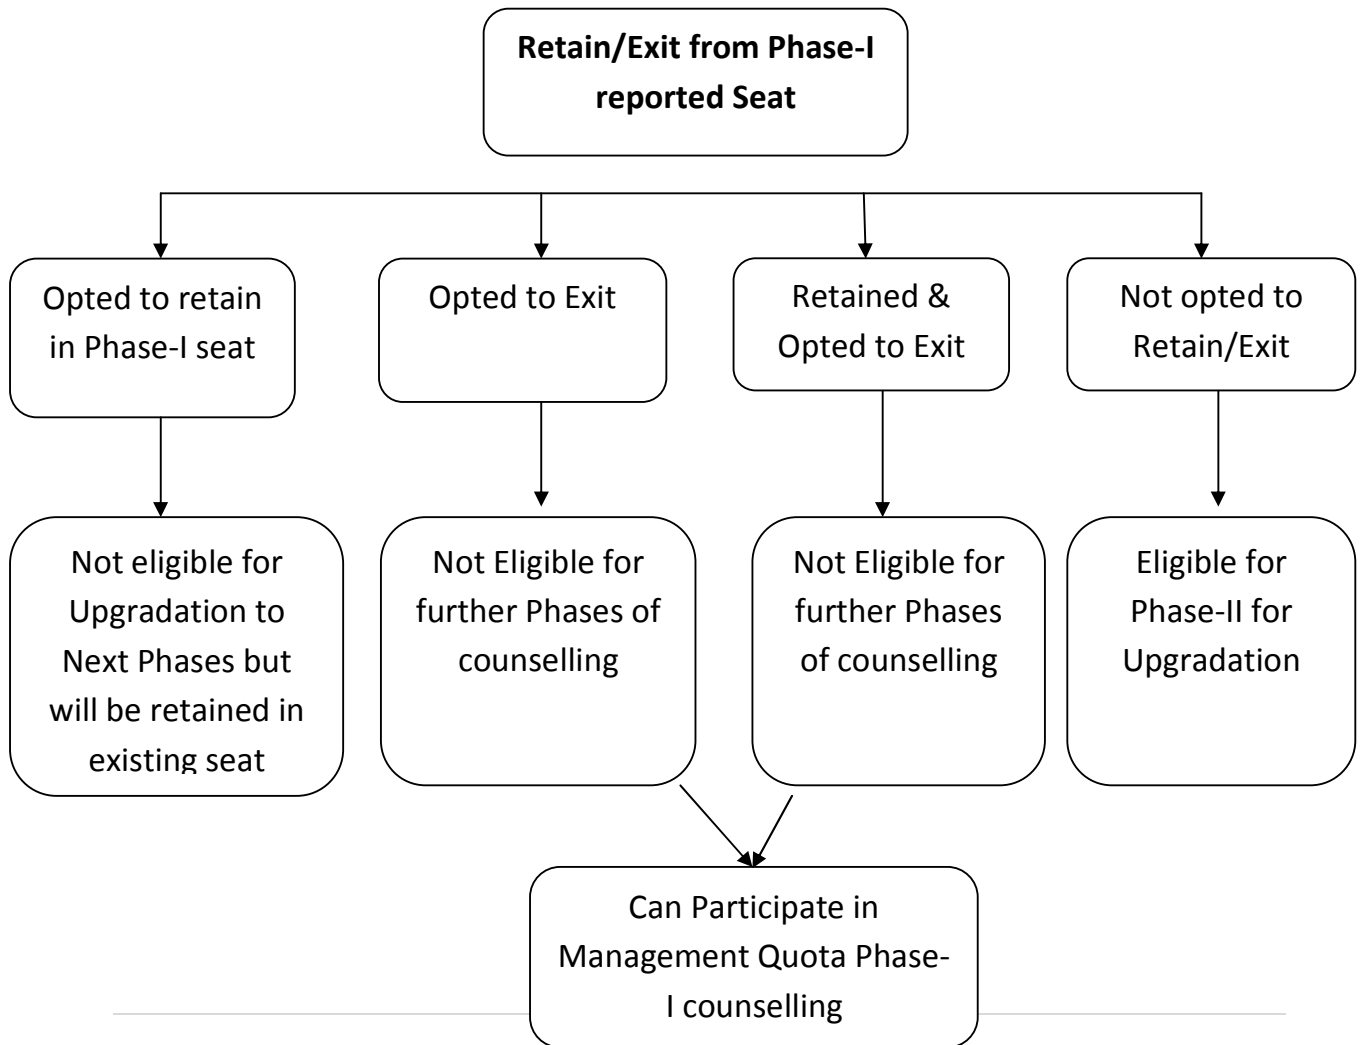 Retain/Exit from Phase-I
reported Seat
Opted to retain
in Phase-I seat
Opted to Exit
Retained &
Opted to Exit
Not opted to
Retain/Exit
Not eligible for
Upgradation to
Next Phases but
will be retained in
existing seat
Not Eligible for
further Phases of
counselling
Not Eligible for
further Phases
of counselling
Eligible for
Phase-II for
Upgradation
Can Participate in
Management Quota Phase-
I counselling